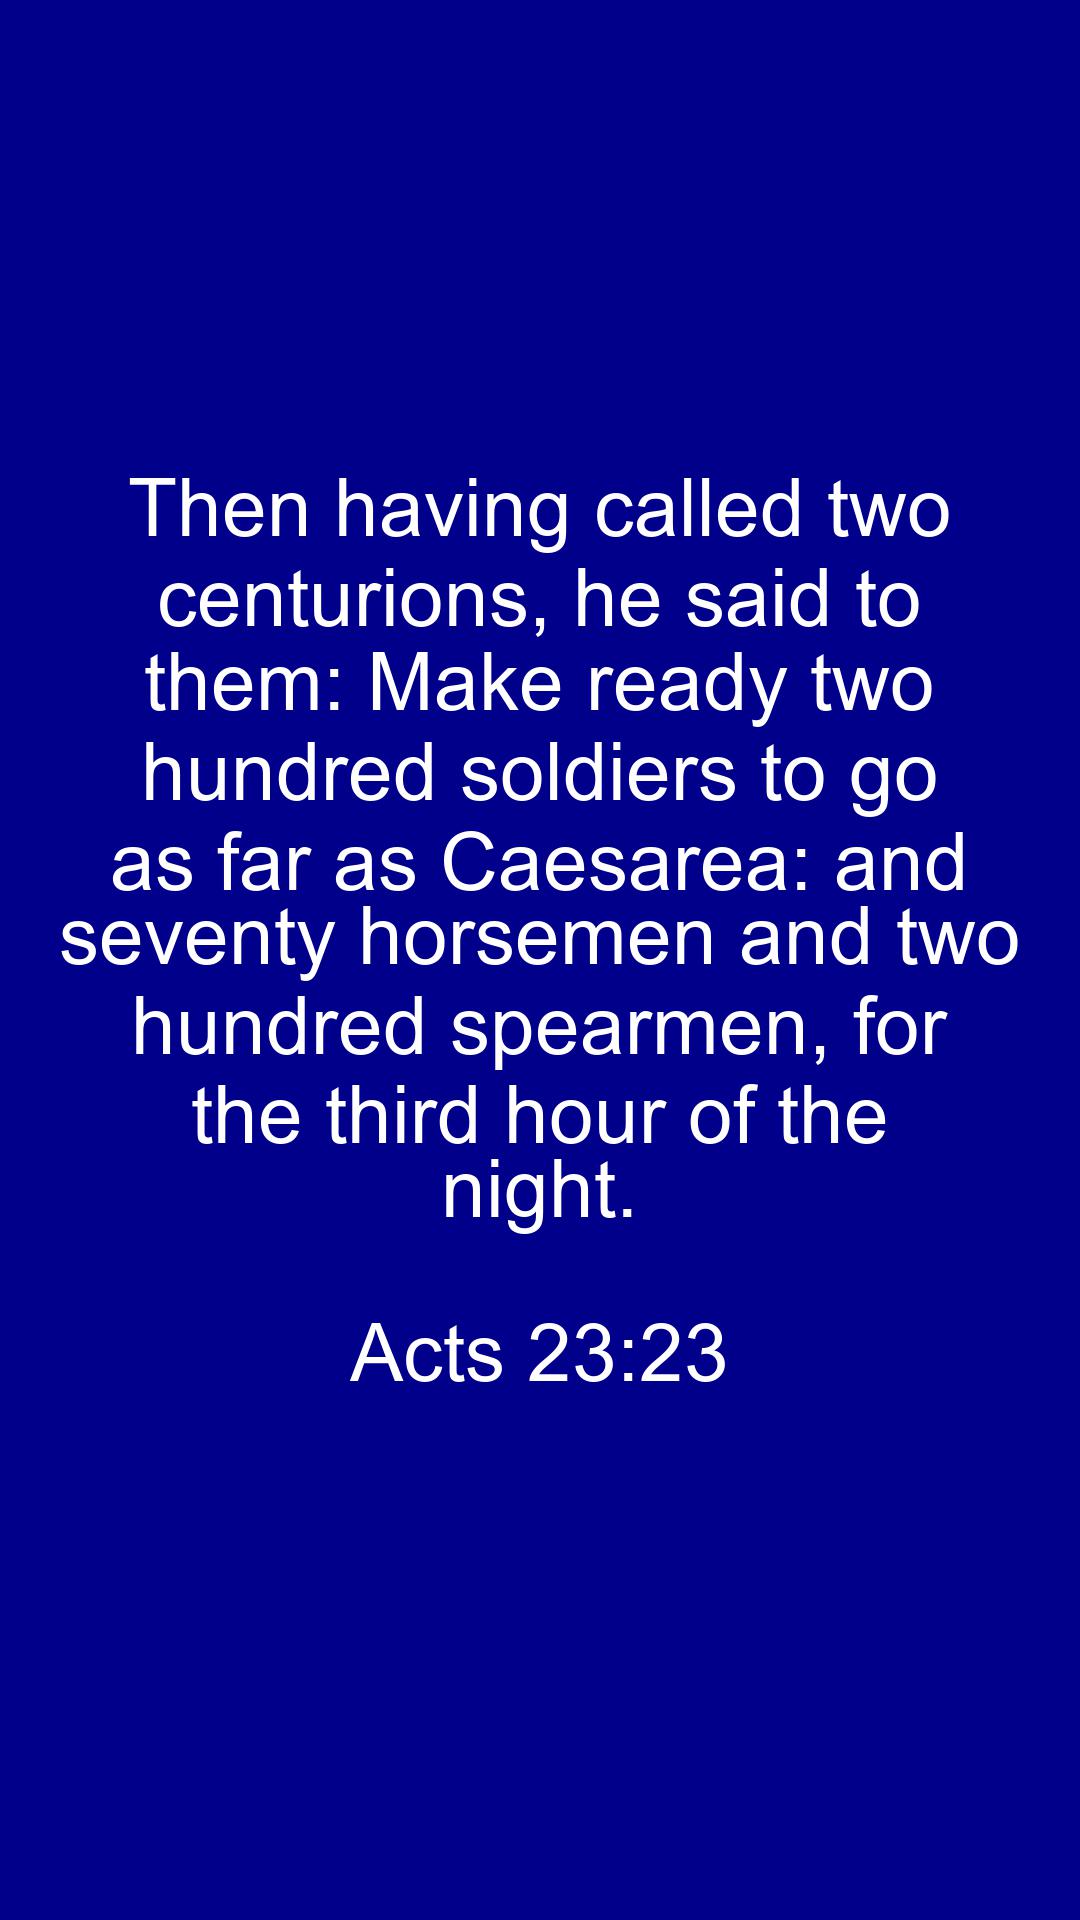 Then having called two
centurions, he said to
them: Make ready two
hundred soldiers to go
as far as Caesarea: and
seventy horsemen and two
hundred spearmen, for
the third hour of the
night.
Acts 23:23